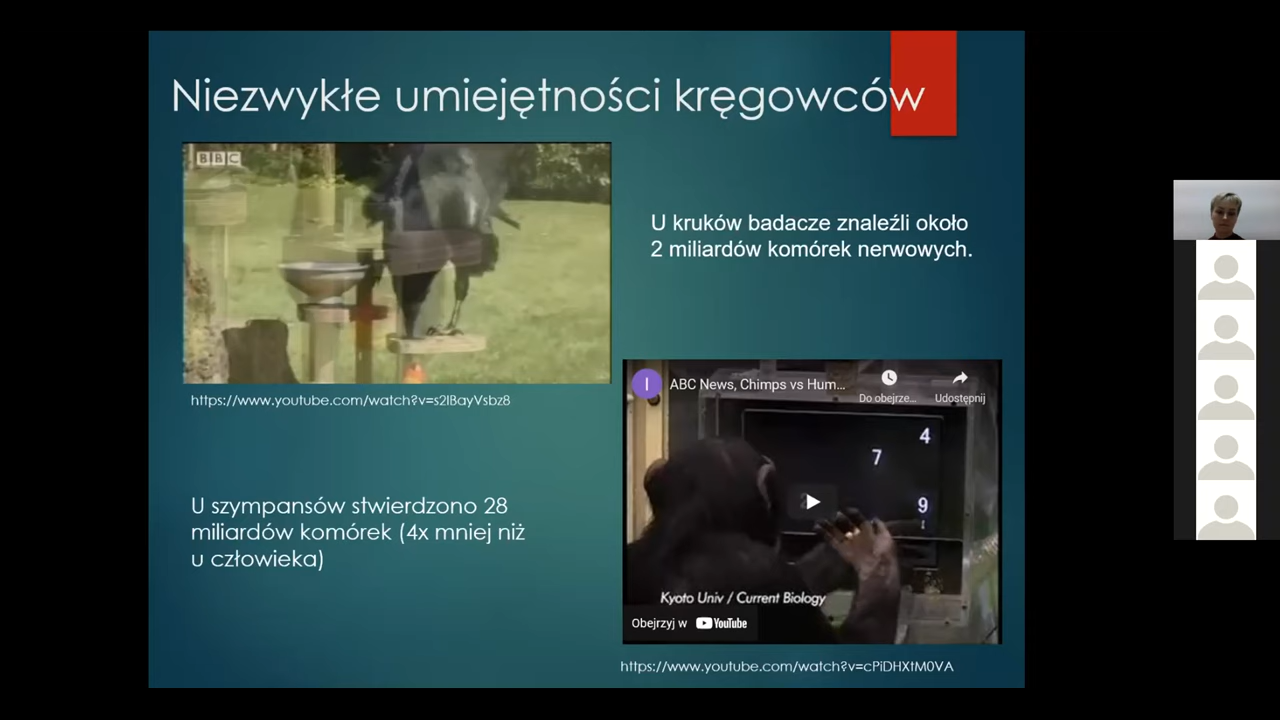 Niezwykłe umiejętności kręgowców
BBC
U kruków badacze znaleźli około
2 miliardów komórek nerwowych.
https://www.youtube.com/watch?v=s2IBayVsbz8
ABC News, Chimps vs Hum...
Do obejrze...
Udostępnij
4
7
9
U szympansów stwierdzono 28
miliardów komórek (4x mniej niż
u człowieka)
Kyoto Univ / Current Biology
Obejrzyj w YouTube
https://www.youtube.com/watch?v=cPiDHXtM0VA